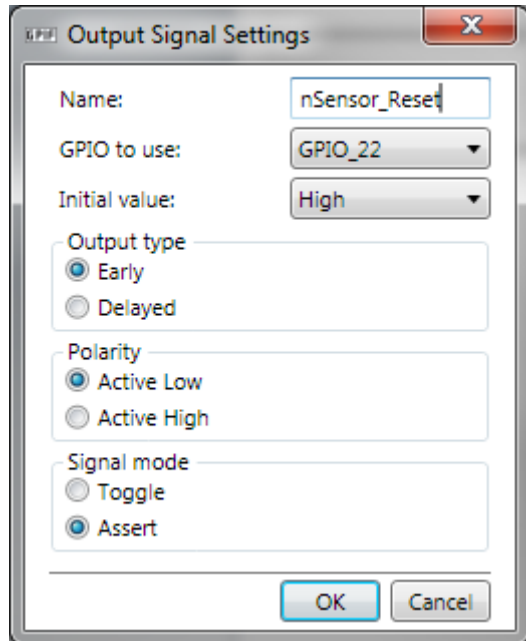 GPIF Output Signal Settings
Name: nSensor_Reset
GPIO to use: GPIO_22
Initial value: High
Output type
Early
Delayed
Polarity
Active Low
Active High
Signal mode
Toggle
Assert
OK Cancel